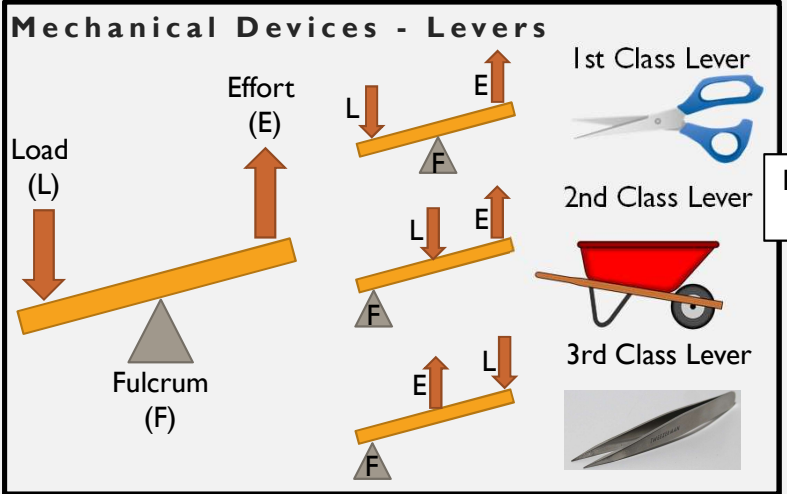 Mechanical Devices - Levers
Effort
(E)
Load
(L)
Fulcrum
(F)
L
E
F
1st Class Lever
L
E
F
2nd Class Lever
E
L
F
3rd Class Lever